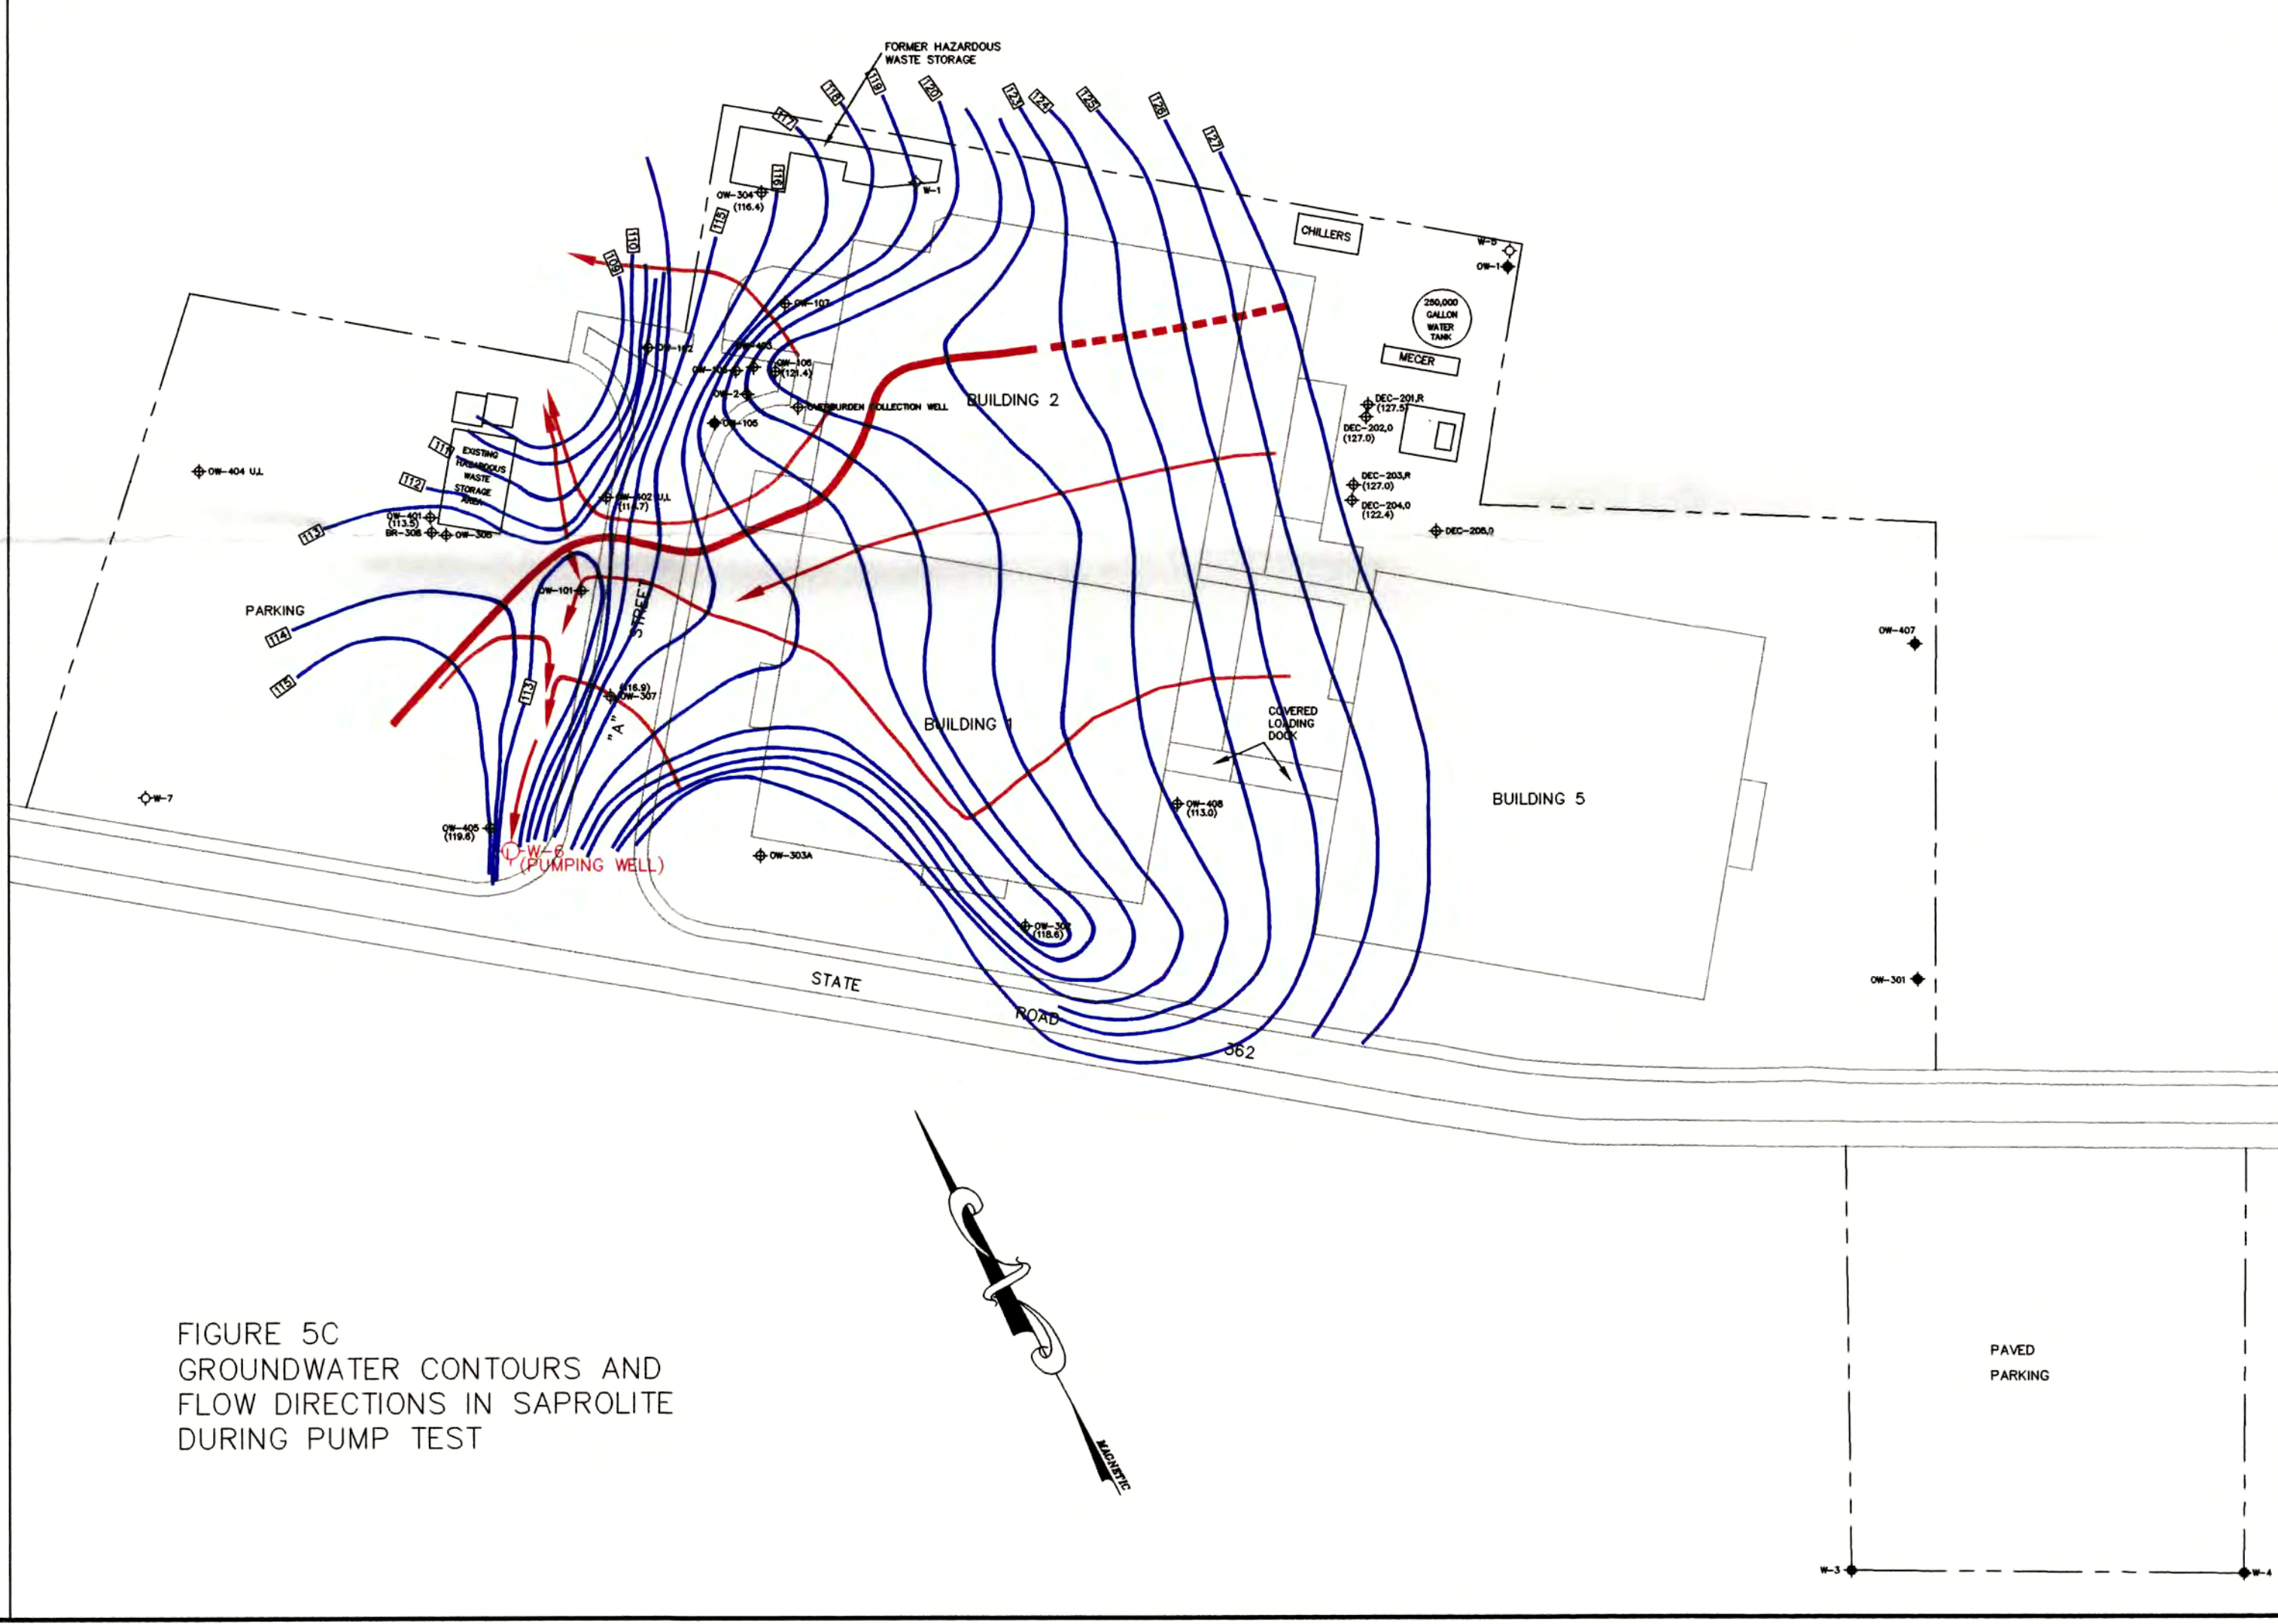 FORMER HAZARDOUS
WASTE STORAGE
117
118
119
120
123
124
125
126
127
116
115
110
109
OW-304
(116.4)
W-1
CHILLERS
W-5
OW-1
250,000
GALLON
WATER
TANK
MECER
OW-107
OW-102
OW-106
(121.4)
OW-2
OVERBURDEN COLLECTION WELL
OW-105
BUILDING 2
DEC-201,R
(127.5)
DEC-202,0
(127.0)
DEC-203,R
(127.0)
DEC-204,0
(122.4)
111
112
113
EXISTING
HAZARDOUS
WASTE
STORAGE
AREA
OW-404 U,L
OW-402 U,L
OW-401
(113.5)
BR-308
OW-101
PARKING
114
115
113
"A" STREET
(116.9)
OW-307
BUILDING 1
COVERED
LOADING
DOCK
BUILDING 5
OW-407
OW-408
(113.0)
W-7
OW-405
(119.6)
W-6
(PUMPING WELL)
OW-303A
(118.6)
OW-301
STATE
ROAD
362
MAGNETIC
FIGURE 5C
GROUNDWATER CONTOURS AND
FLOW DIRECTIONS IN SAPROLITE
DURING PUMP TEST
PAVED
PARKING
W-3
W-4